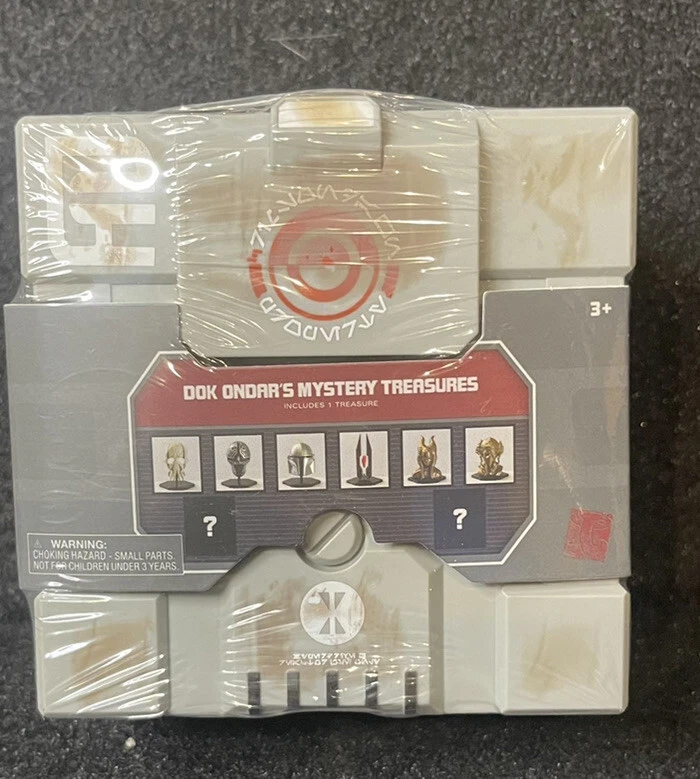 3+
DOK ONDAR'S MYSTERY TREASURES
INCLUDES 1 TREASURE
?
?
⚠ WARNING:
CHOKING HAZARD - SMALL PARTS.
NOT FOR CHILDREN UNDER 3 YEARS.